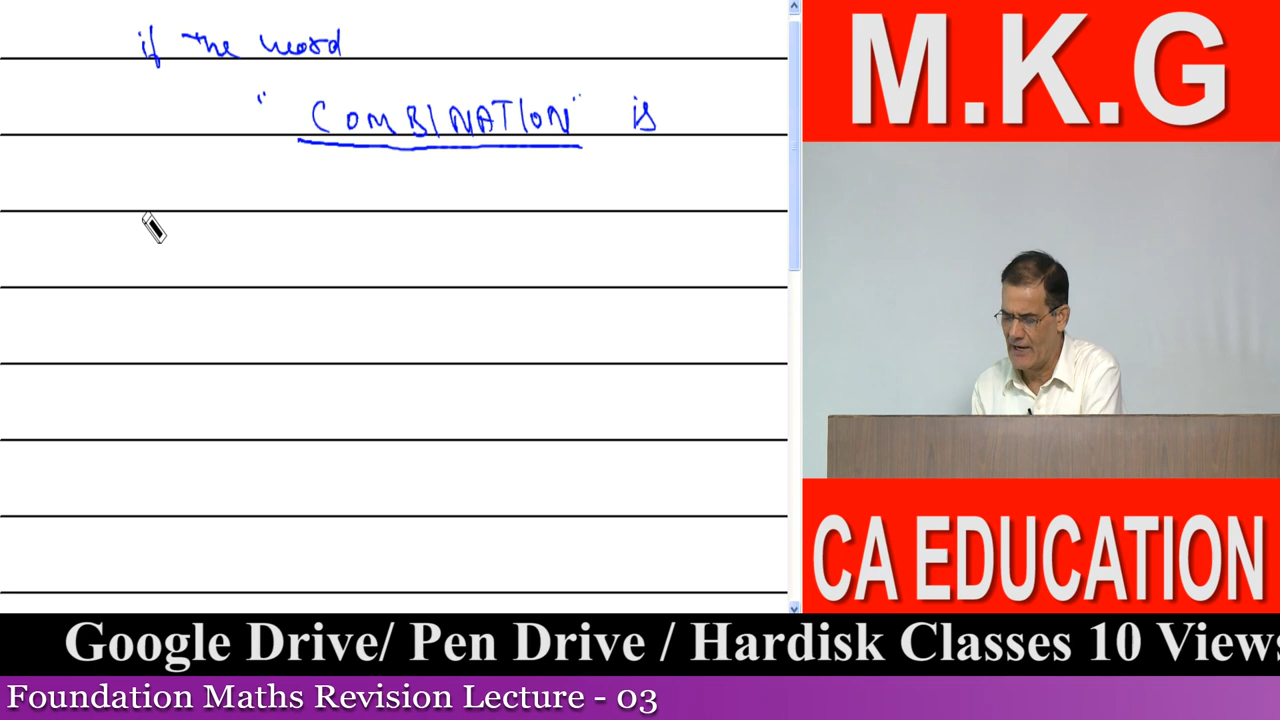 if the word
" COMBINATION" is
M.K.G
CA EDUCATION
Google Drive/ Pen Drive / Hardisk Classes 10 Views
Foundation Maths Revision Lecture - 03